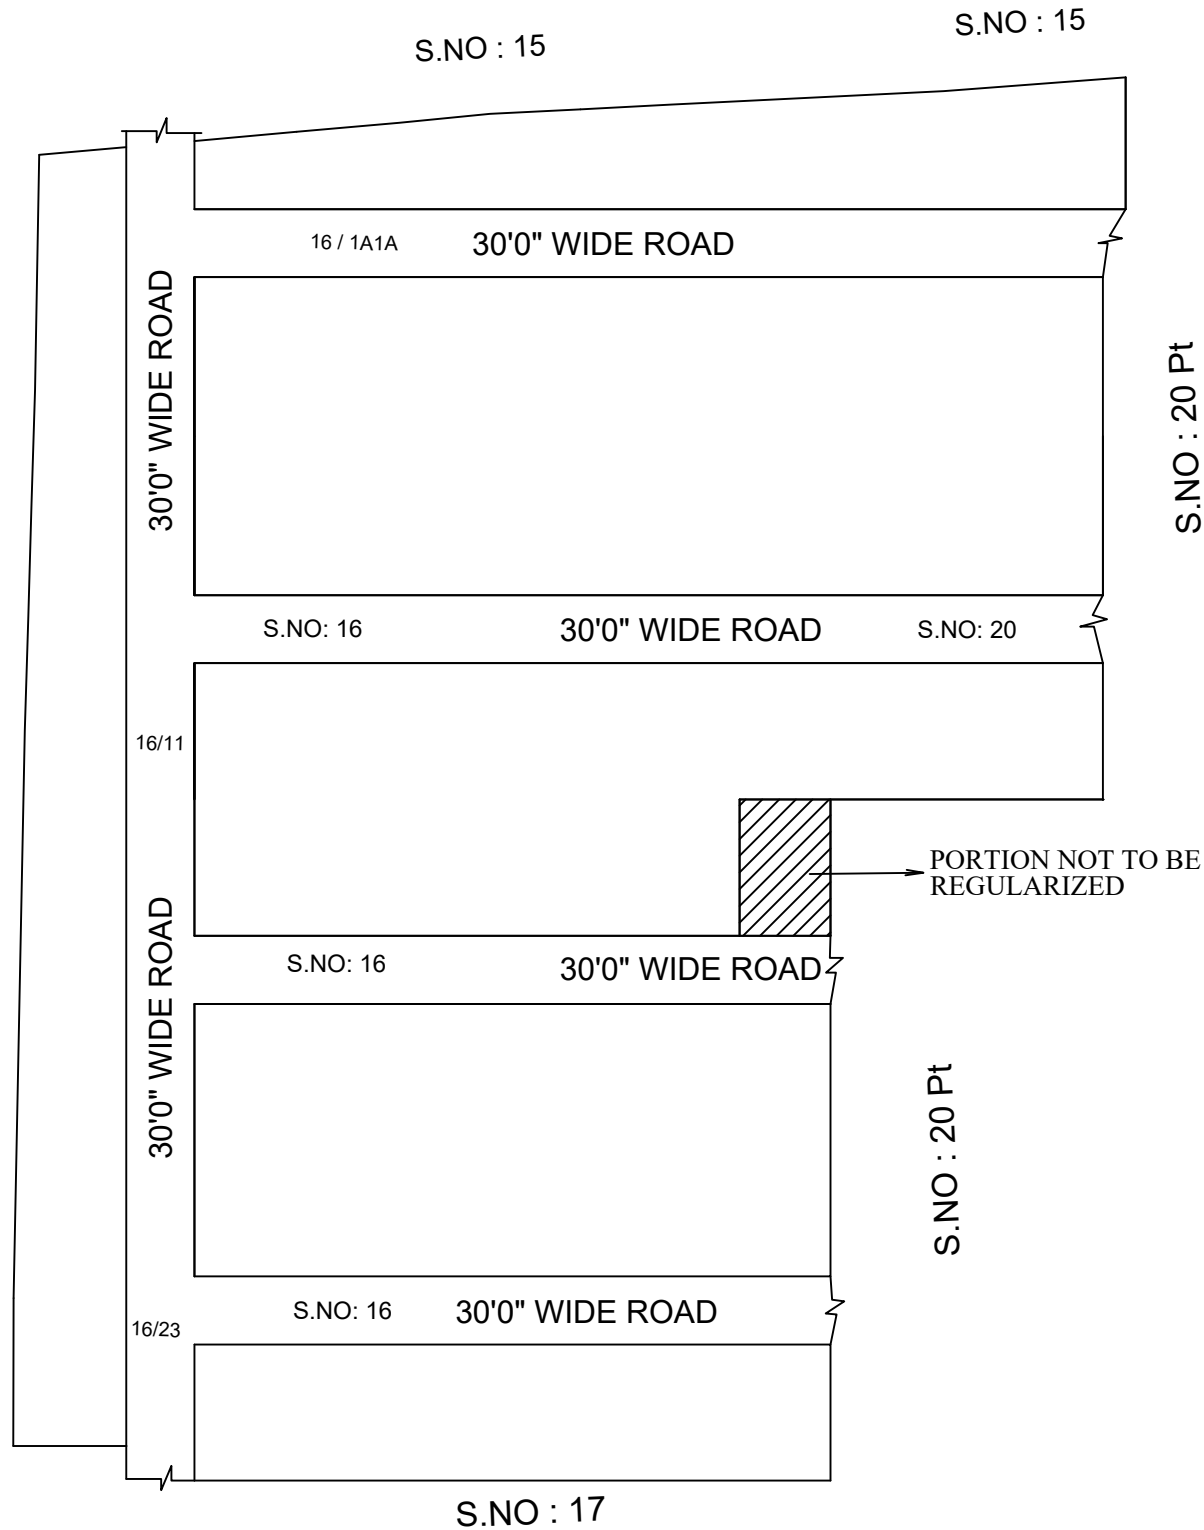 S.NO : 15
S.NO : 15
16 / 1A1A
30'0" WIDE ROAD
30'0" WIDE ROAD
S.NO : 20 Pt
S.NO: 16
30'0" WIDE ROAD
S.NO: 20
16/11
PORTION NOT TO BE
REGULARIZED
30'0" WIDE ROAD
S.NO: 16
30'0" WIDE ROAD
S.NO : 20 Pt
S.NO: 16
30'0" WIDE ROAD
16/23
S.NO : 17